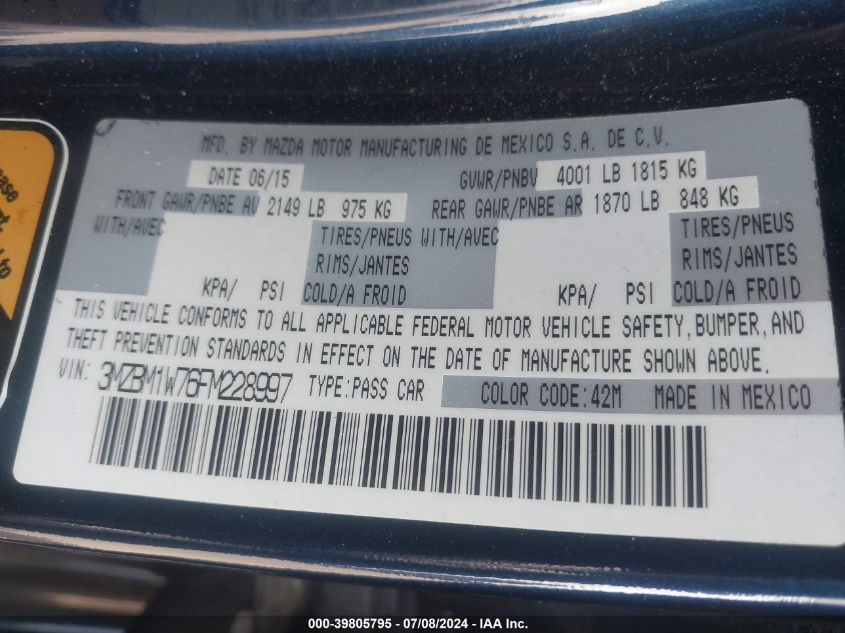 MFD. BY MAZDA MOTOR MANUFACTURING DE MEXICO S.A. DE C.V.
DATE 06/15 GVWR/PNBV 4001 LB 1815 KG
FRONT GAWR/PNBE AV 2149 LB 975 KG REAR GAWR/PNBE AR 1870 LB 848 KG
WITH/AVEC TIRES/PNEUS WITH/AVEC TIRES/PNEUS
RIMS/JANTES RIMS/JANTES
KPA/ PSI COLD/A FROID KPA/ PSI COLD/A FROID
THIS VEHICLE CONFORMS TO ALL APPLICABLE FEDERAL MOTOR VEHICLE SAFETY, BUMPER, AND
THEFT PREVENTION STANDARDS IN EFFECT ON THE DATE OF MANUFACTURE SHOWN ABOVE.
VIN: 3MZBM1W76FM228997 TYPE:PASS CAR COLOR CODE:42M MADE IN MEXICO
000-39805795 - 07/08/2024 - IAA Inc.